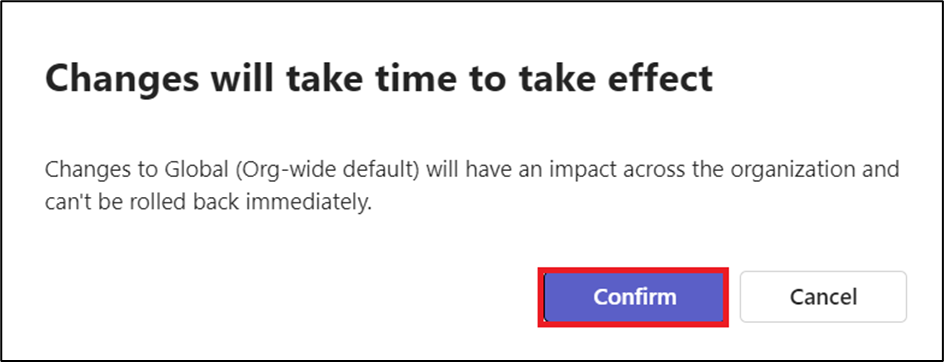 Changes will take time to take effect
Changes to Global (Org-wide default) will have an impact across the organization and
can't be rolled back immediately.
Confirm
Cancel